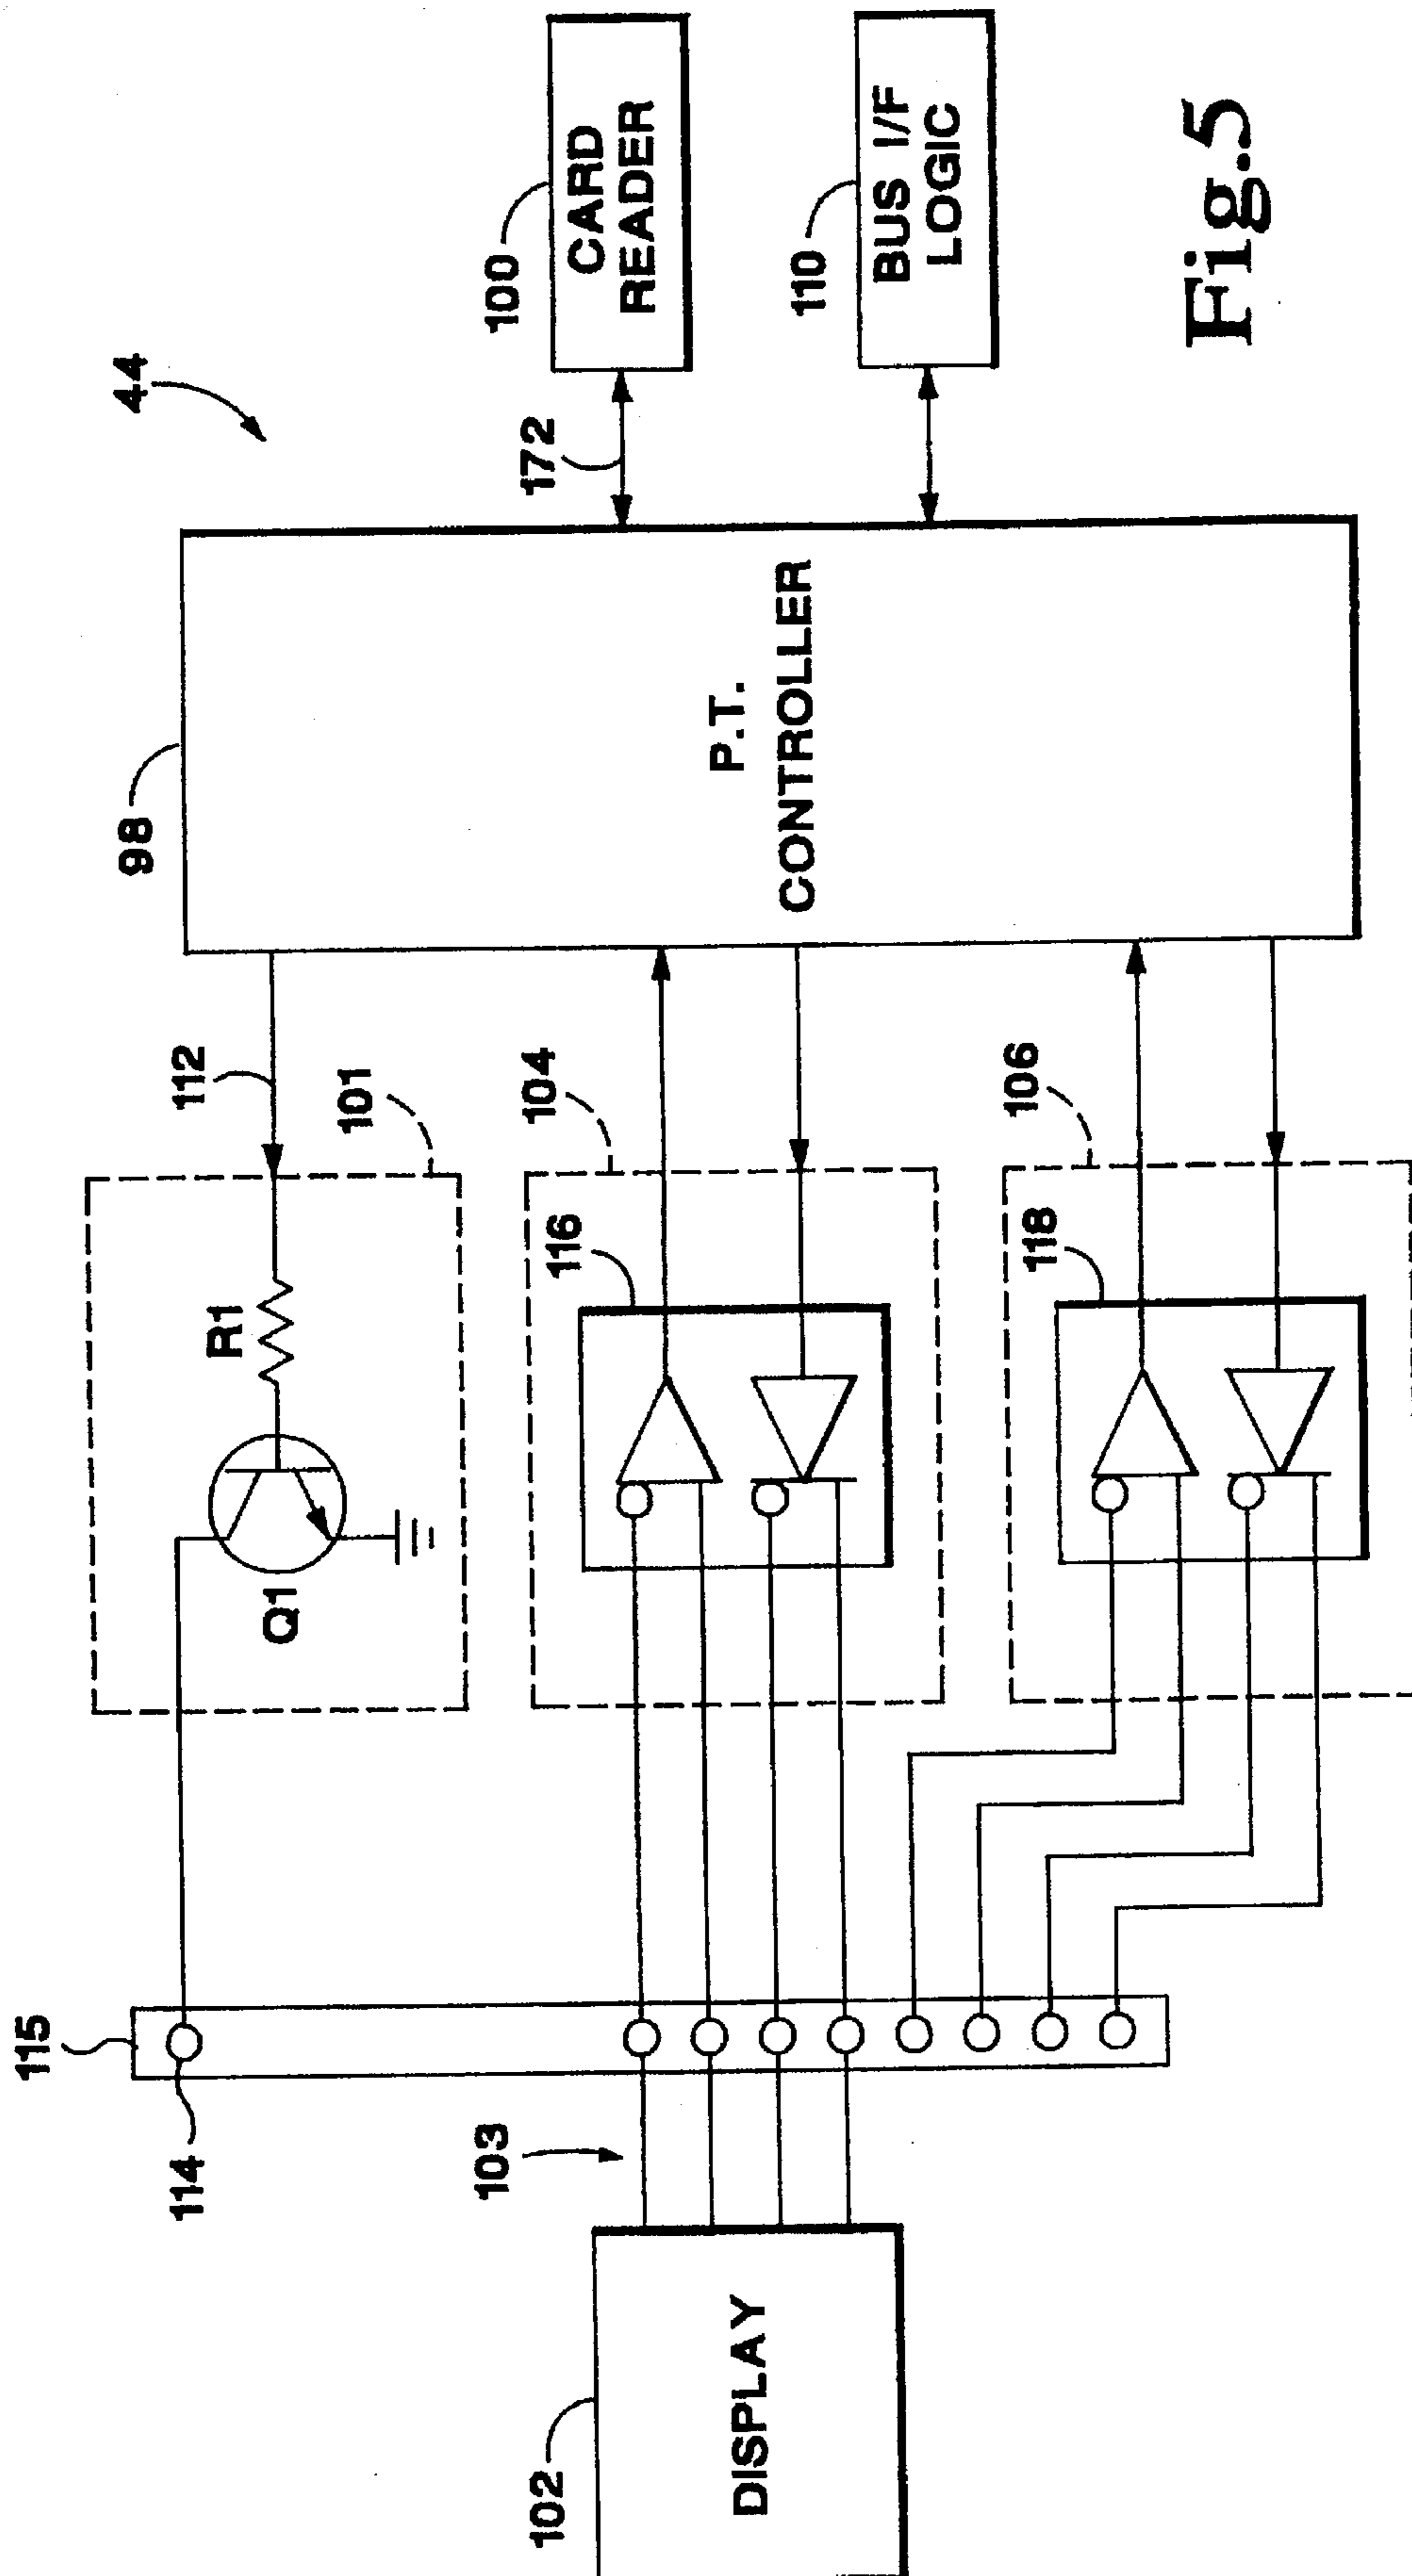 44
98
P.T.
CONTROLLER
100
CARD
READER
172
110
BUS I/F
LOGIC
112
101
R1
Q1
104
116
106
118
115
114
103
102
DISPLAY
Fig.5